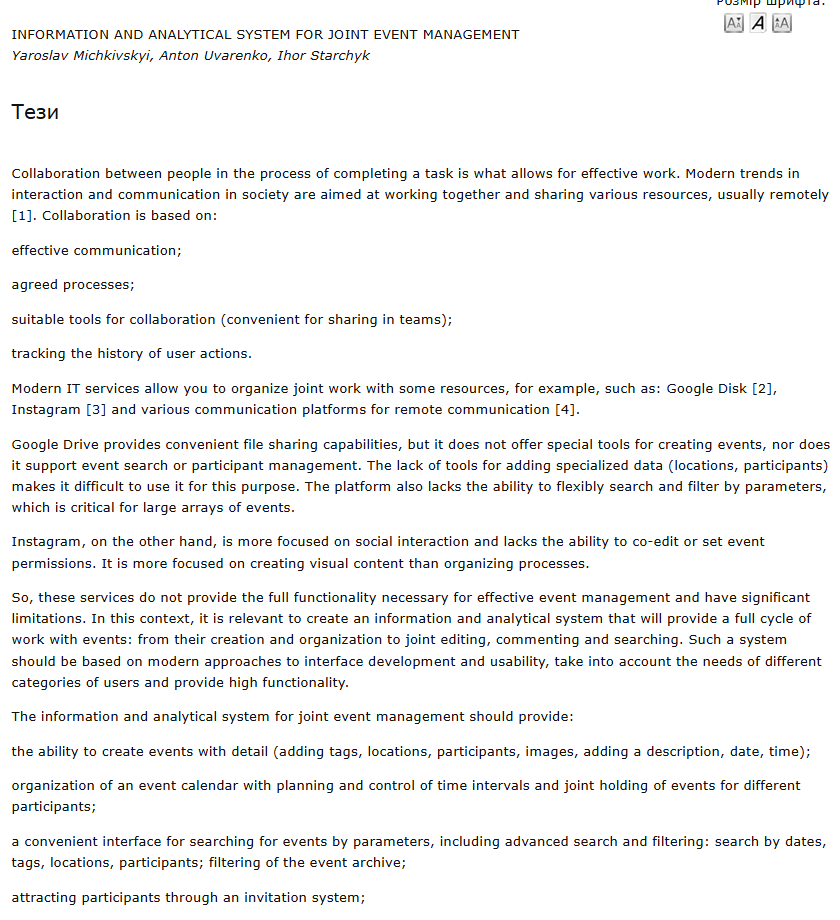 Розмір шрифта:
INFORMATION AND ANALYTICAL SYSTEM FOR JOINT EVENT MANAGEMENT
Yaroslav Michkivskyi, Anton Uvarenko, Ihor Starchyk
Тези
Collaboration between people in the process of completing a task is what allows for effective work. Modern trends in
interaction and communication in society are aimed at working together and sharing various resources, usually remotely
[1]. Collaboration is based on:
effective communication;
agreed processes;
suitable tools for collaboration (convenient for sharing in teams);
tracking the history of user actions.
Modern IT services allow you to organize joint work with some resources, for example, such as: Google Disk [2],
Instagram [3] and various communication platforms for remote communication [4].
Google Drive provides convenient file sharing capabilities, but it does not offer special tools for creating events, nor does
it support event search or participant management. The lack of tools for adding specialized data (locations, participants)
makes it difficult to use it for this purpose. The platform also lacks the ability to flexibly search and filter by parameters,
which is critical for large arrays of events.
Instagram, on the other hand, is more focused on social interaction and lacks the ability to co-edit or set event
permissions. It is more focused on creating visual content than organizing processes.
So, these services do not provide the full functionality necessary for effective event management and have significant
limitations. In this context, it is relevant to create an information and analytical system that will provide a full cycle of
work with events: from their creation and organization to joint editing, commenting and searching. Such a system
should be based on modern approaches to interface development and usability, take into account the needs of different
categories of users and provide high functionality.
The information and analytical system for joint event management should provide:
the ability to create events with detail (adding tags, locations, participants, images, adding a description, date, time);
organization of an event calendar with planning and control of time intervals and joint holding of events for different
participants;
a convenient interface for searching for events by parameters, including advanced search and filtering: search by dates,
tags, locations, participants; filtering of the event archive;
attracting participants through an invitation system;